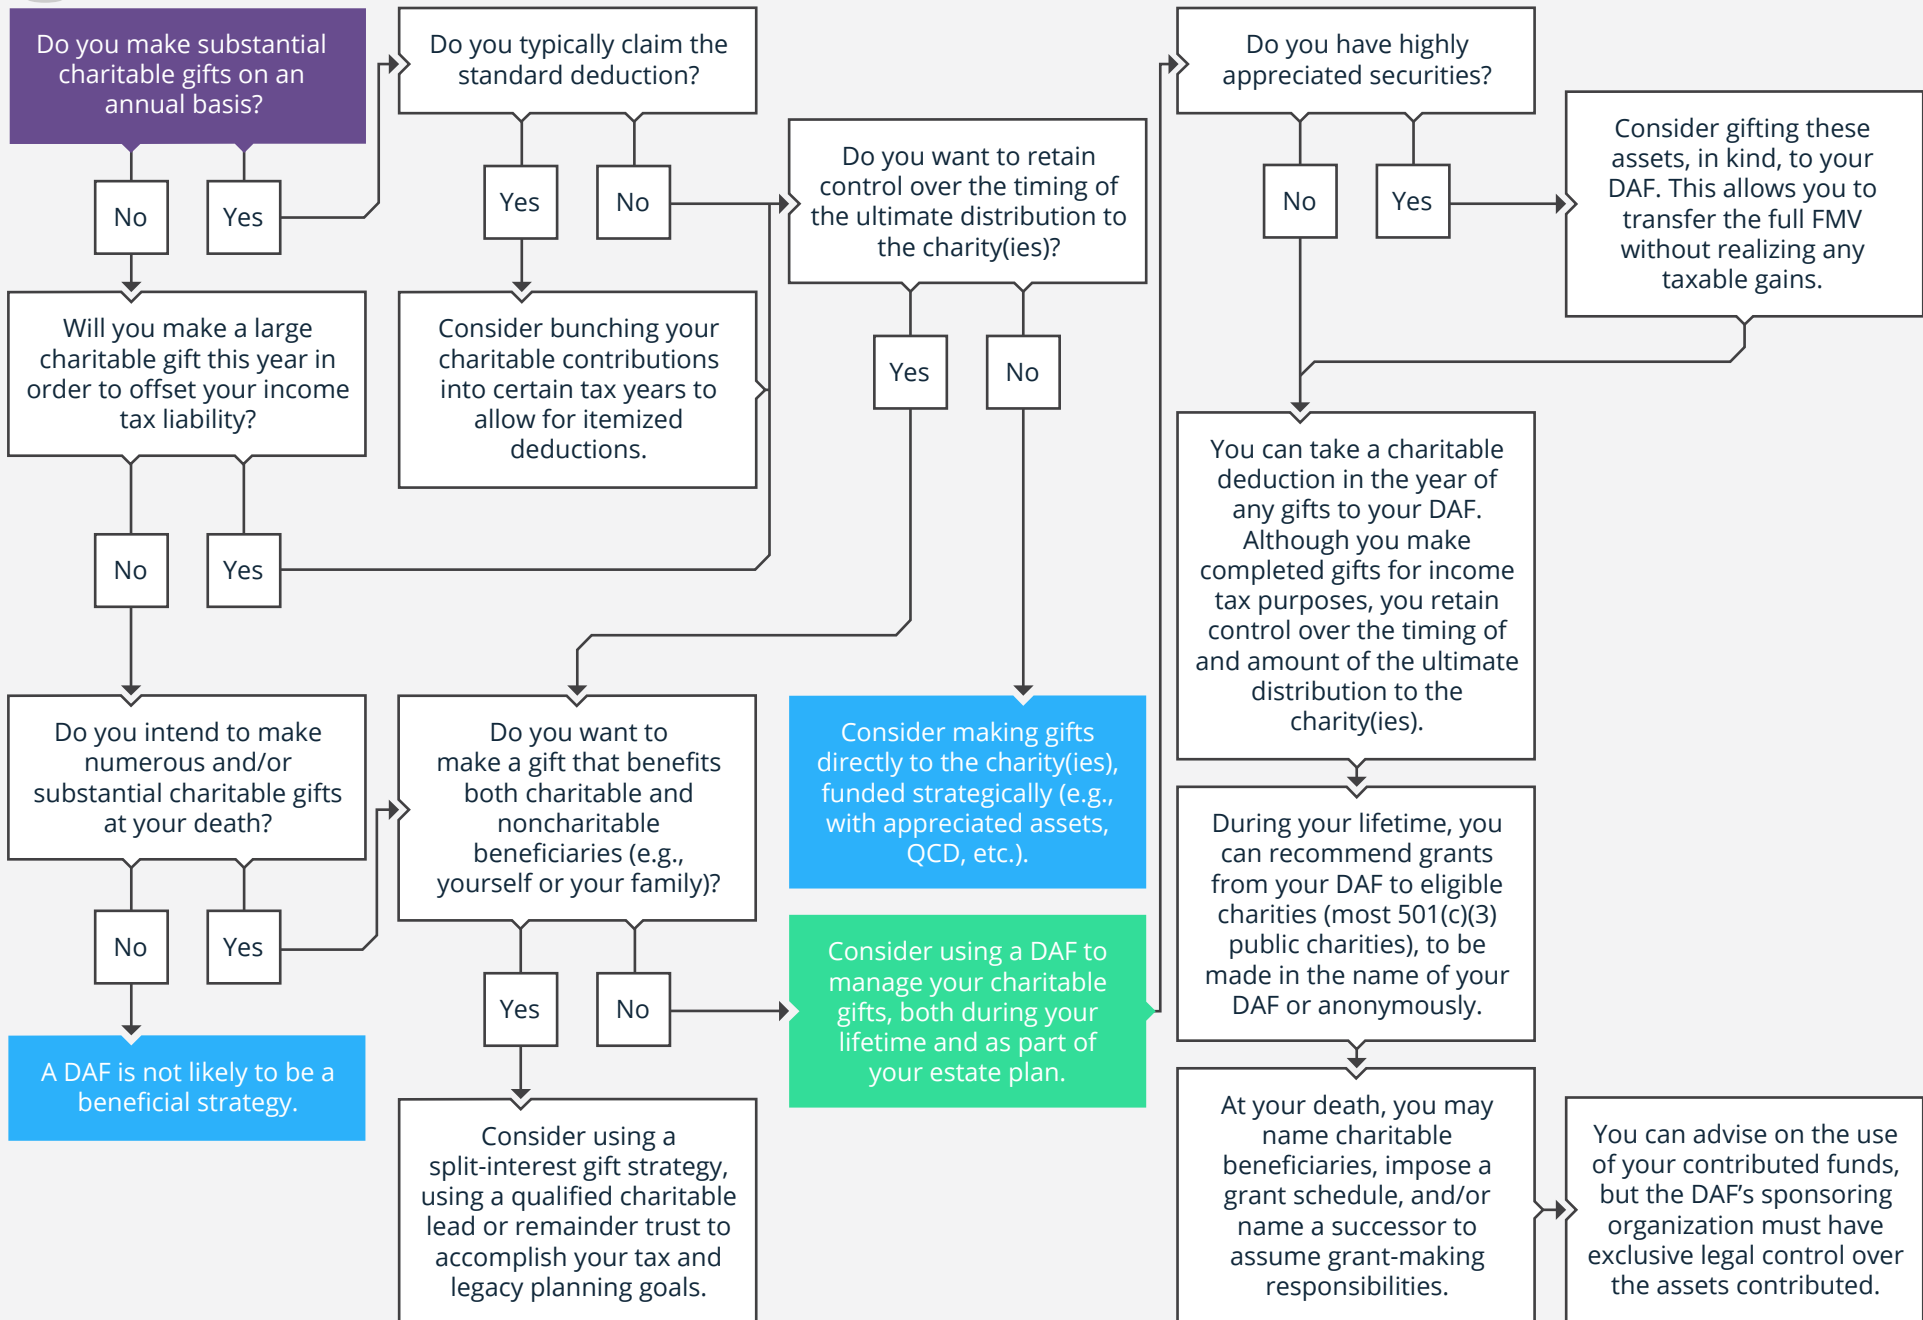 Do you make substantial
charitable gifts on an
annual basis?
No
Yes
Will you make a large
charitable gift this year in
order to offset your income
tax liability?
No
Yes
Do you intend to make
numerous and/or
substantial charitable gifts
at your death?
No
Yes
A DAF is not likely to be a
beneficial strategy.
Do you typically claim the
standard deduction?
Yes
No
Consider bunching your
charitable contributions
into certain tax years to
allow for itemized
deductions.
Do you want to retain
control over the timing of
the ultimate distribution to
the charity(ies)?
Yes
No
Do you want to
make a gift that benefits
both charitable and
noncharitable
beneficiaries (e.g.,
yourself or your family)?
Yes
No
Consider using a
split-interest gift strategy,
using a qualified charitable
lead or remainder trust to
accomplish your tax and
legacy planning goals.
Consider making gifts
directly to the charity(ies),
funded strategically (e.g.,
with appreciated assets,
QCD, etc.).
Consider using a DAF to
manage your charitable
gifts, both during your
lifetime and as part of
your estate plan.
Do you have highly
appreciated securities?
No
Yes
Consider gifting these
assets, in kind, to your
DAF. This allows you to
transfer the full FMV
without realizing any
taxable gains.
You can take a charitable
deduction in the year of
any gifts to your DAF.
Although you make
completed gifts for income
tax purposes, you retain
control over the timing of
and amount of the ultimate
distribution to the
charity(ies).
During your lifetime, you
can recommend grants
from your DAF to eligible
charities (most 501(c)(3)
public charities), to be
made in the name of your
DAF or anonymously.
At your death, you may
name charitable
beneficiaries, impose a
grant schedule, and/or
name a successor to
assume grant-making
responsibilities.
You can advise on the use
of your contributed funds,
but the DAF's sponsoring
organization must have
exclusive legal control over
the assets contributed.